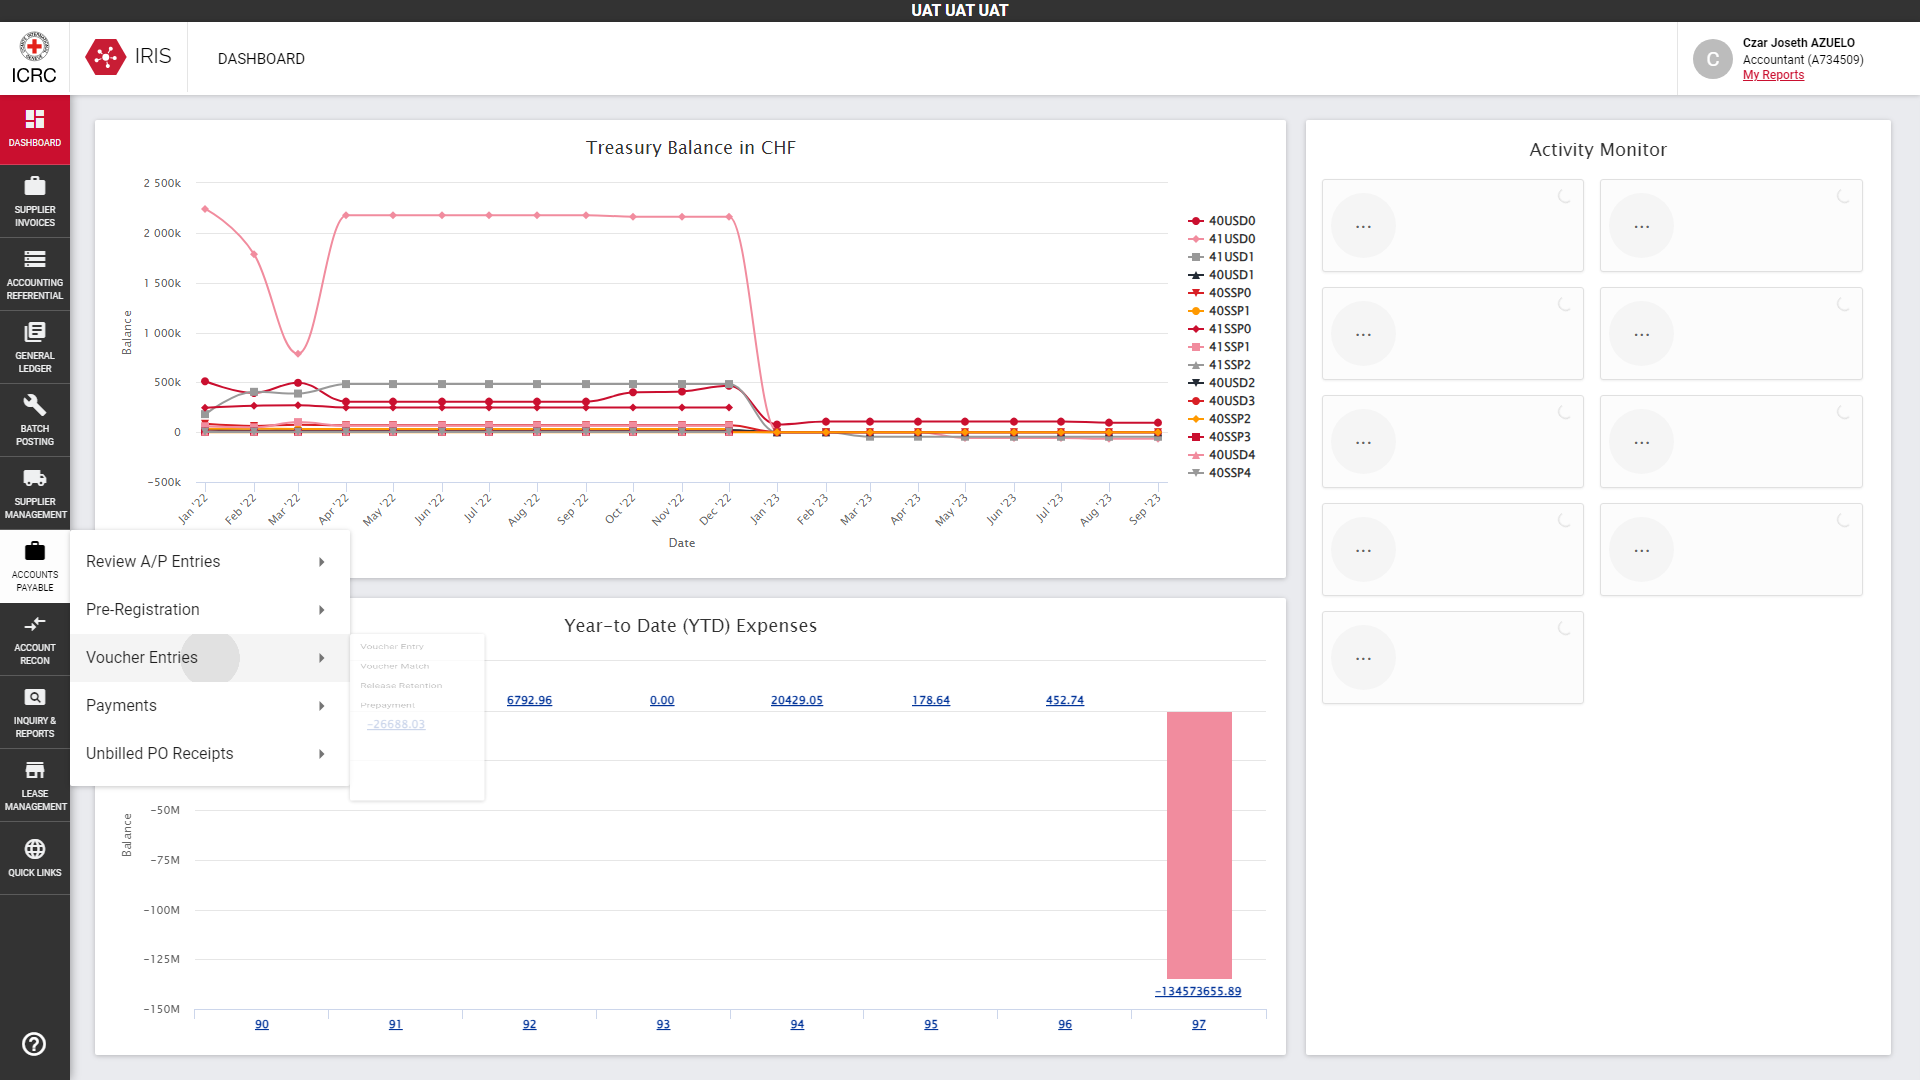 UAT UAT UAT
ICRC
IRIS
DASHBOARD
C
Czar Joseth AZUELO
Accountant (A734509)
My Reports
DASHBOARD
SUPPLIER
INVOICES
ACCOUNTING
REFERENTIAL
GENERAL
LEDGER
BATCH
POSTING
SUPPLIER
MANAGEMENT
ACCOUNTS
PAYABLE
ACCOUNT
RECON
INQUIRY &
REPORTS
LEASE
MANAGEMENT
QUICK LINKS
Treasury Balance in CHF
Balance
2 500k
2 000k
1 500k
1 000k
500k
0
-500k
Jan '22
Feb '22
Mar '22
Apr '22
May '22
Jun '22
Jul '22
Aug '22
Sep '22
Oct '22
Nov '22
Dec '22
Jan '23
Feb '23
Mar '23
Apr '23
May '23
Jun '23
Jul '23
Aug '23
Sep '23
Date
40USD0
41USD0
41USD1
40USD1
40SSP0
40SSP1
41SSP0
41SSP1
41SSP2
40USD2
40USD3
40SSP2
40SSP3
40USD4
40SSP4
Review A/P Entries
Pre-Registration
Voucher Entries
Payments
Unbilled PO Receipts
Voucher Entry
Voucher Match
Release Retention
Prepayment
Year-to Date (YTD) Expenses
-26688.03
6792.96
0.00
20429.05
178.64
452.74
-134573655.89
Balance
-50M
-75M
-100M
-125M
-150M
90
91
92
93
94
95
96
97
Activity Monitor
...
...
...
...
...
...
...
...
...